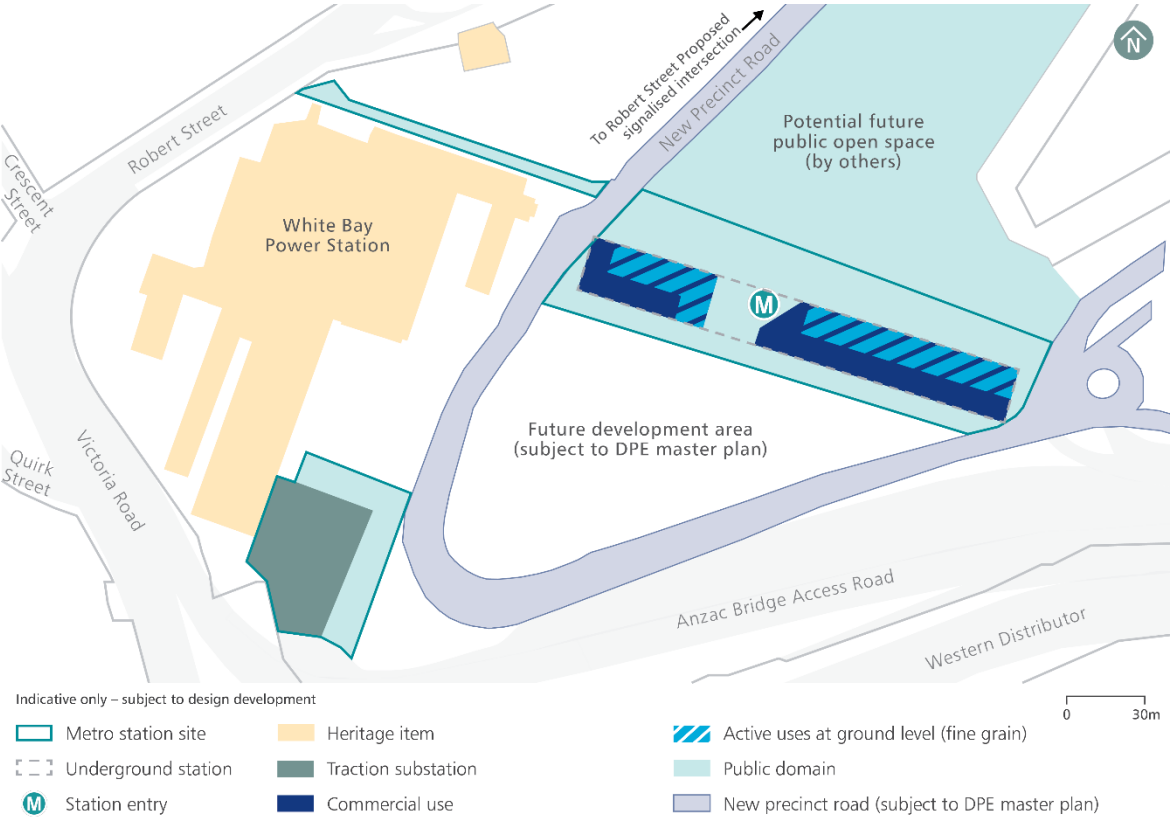 N
To Robert Street Proposed
signalised intersection
New Precinct Road
Robert Street
Potential future
public open space
(by others)
Crescent
Street
White Bay
Power Station
M
Future development area
(subject to DPE master plan)
Quirk
Street
Victoria Road
Anzac Bridge Access Road
Western Distributor
Indicative only – subject to design development
0 30m
Metro station site
Underground station
M Station entry
Heritage item
Traction substation
Commercial use
Active uses at ground level (fine grain)
Public domain
New precinct road (subject to DPE master plan)